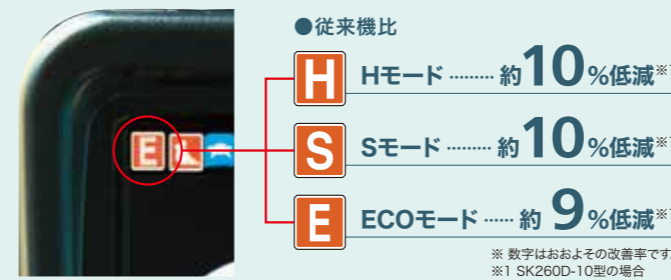 ●従来機比
H Hモード ········· 約10%低減※
S Sモード ········· 約10%低減※
E E ECOモード ······ 約 9%低減※
※ 数字はおおよその改善率です
※1 SK260D-10型の場合